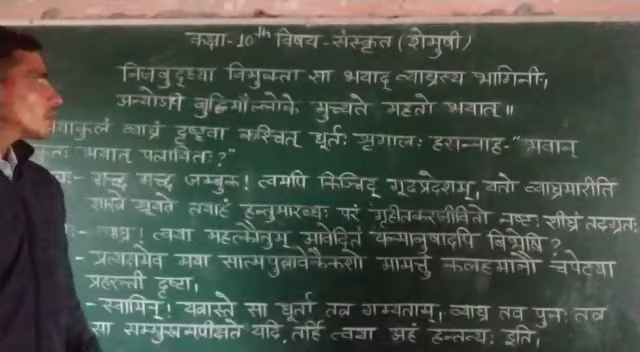 कक्षा-10th विषय-संस्कृत (शेमुषी)
निजबुद्ध्या विमुक्ता सा भयाद् व्याघ्रस्य भामिनी।
अन्योऽपि बुद्धिमाँल्लोके मुच्यते महतो भयात्॥
भयाकुलं व्याघ्रं दृष्ट्वा कश्चित् धूर्तः शृगालः हसन्नाह-"भवान्
भयात् पलायितः?"
गच्छ गच्छ जम्बुक! त्वमपि किञ्चिद् गूढप्रदेशम्, यतो व्याघ्रमारीति
शास्त्रे श्रूयते तयाहं हन्तुमारब्धः परं गृहीतकरजीवितो नष्टः शीघ्रं तदग्रतः
- व्याघ्र! त्वया महत्कौतुकम् आवेदितं यन्मानुषादपि बिभेषि?
- प्रत्यक्षमेव मया सात्मपुत्रावेकैकशो मामत्तुं कलहमानौ चपेटया
प्रहरन्ती दृष्टा।
- स्वामिन्! यत्रास्ते सा धूर्ता तत्र गम्यताम्, व्याघ्र तव पुनः तत्र
सा सम्मुखमपीक्षते यदि, तर्हि त्वया अहं हन्तव्यः इति।